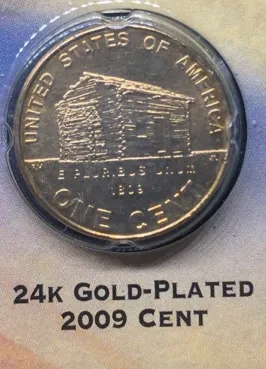 UNITED STATES OF AMERICA
E PLURIBUS UNUM
1809
ONE CENT
24K GOLD-PLATED
2009 CENT